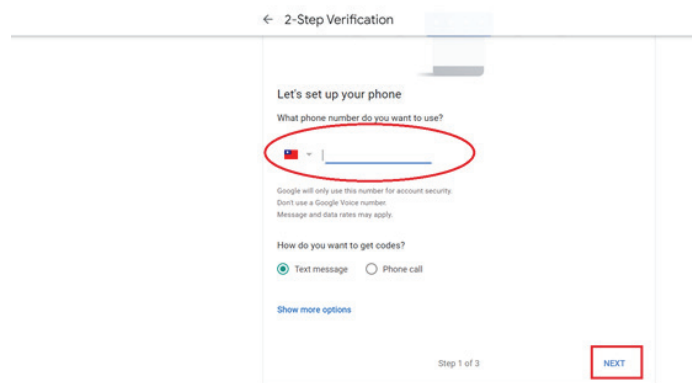 2-Step Verification
Let's set up your phone
What phone number do you want to use?
Google will only use this number for account security.
Don't use a Google Voice number.
Message and data rates may apply.
How do you want to get codes?
Text message Phone call
Show more options
Step 1 of 3 NEXT